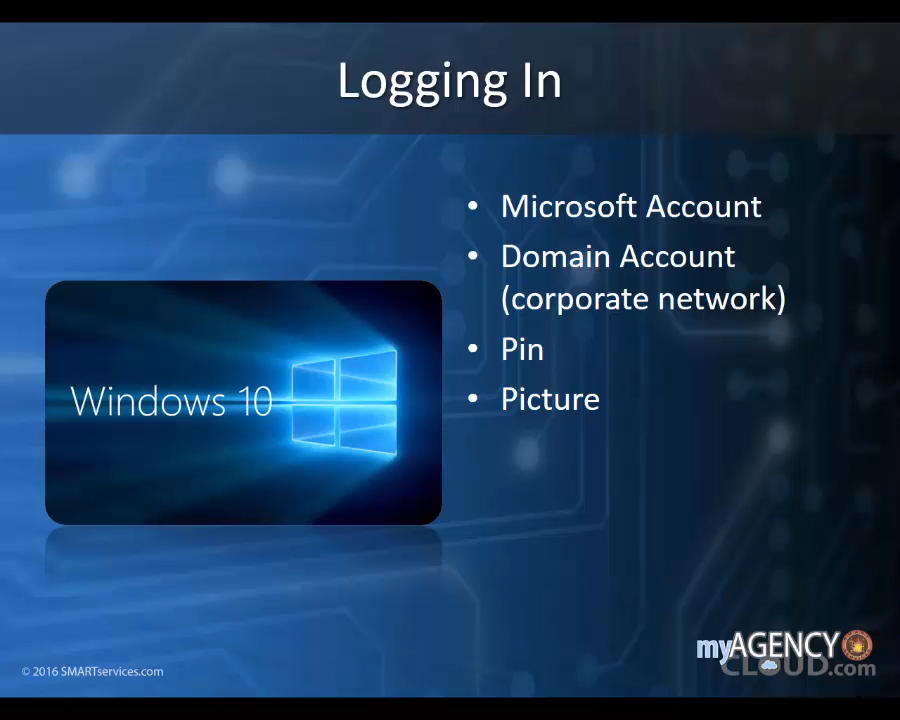 Logging In
• Microsoft Account
• Domain Account
(corporate network)
• Pin
• Picture
Windows 10
© 2016 SMARTservices.com
myAGENCY
CLOUD.com